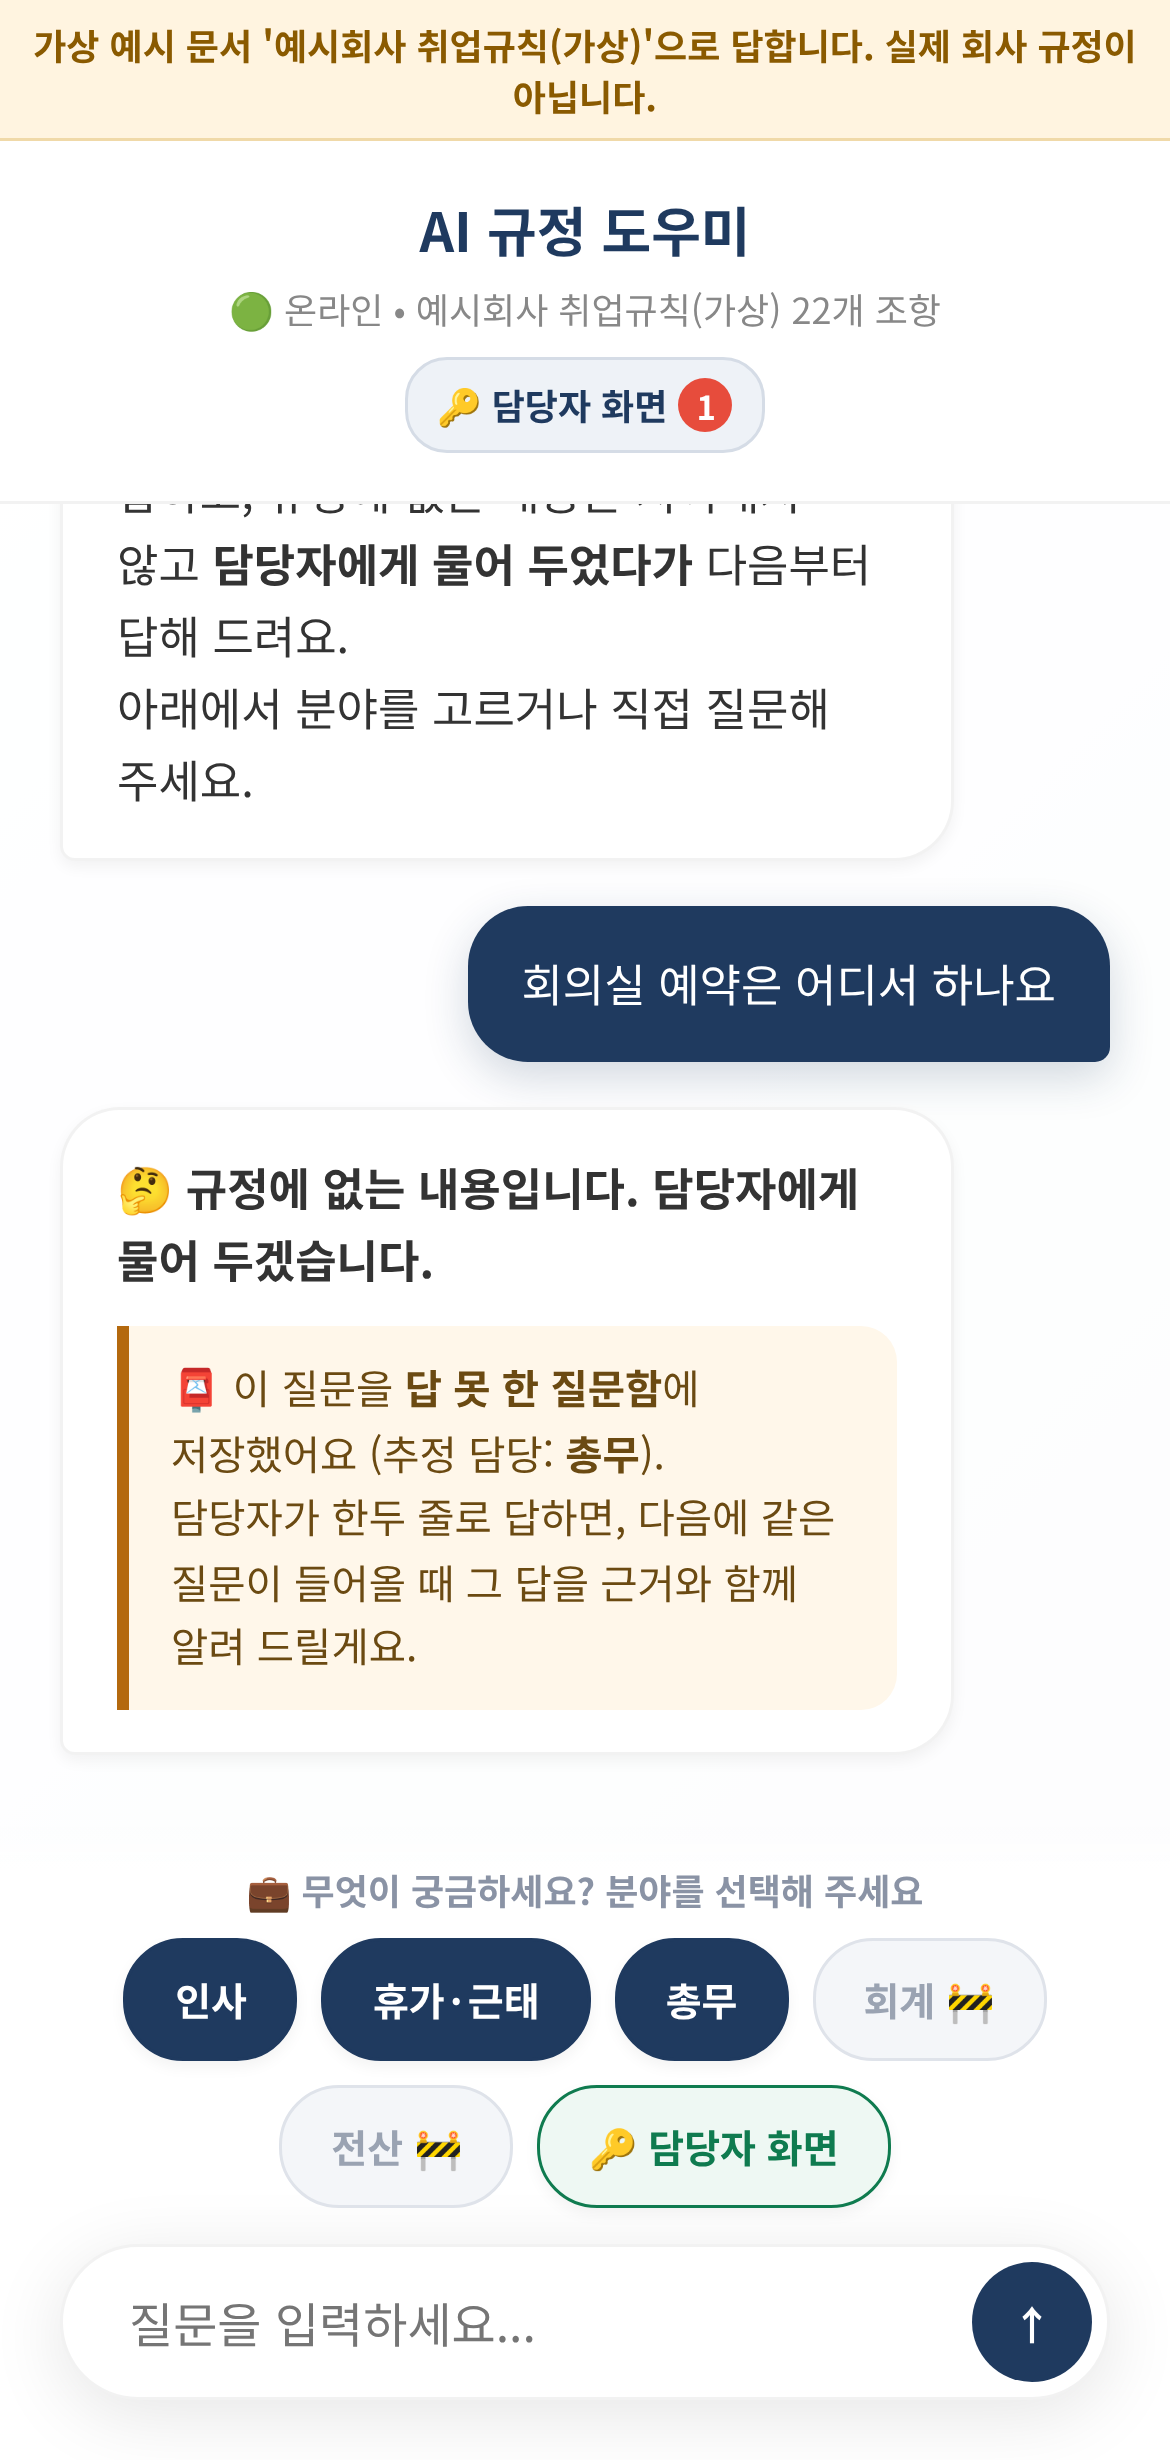 가상 예시 문서 '예시회사 취업규칙(가상)'으로 답합니다. 실제 회사 규정이
아닙니다.
AI 규정 도우미
온라인 • 예시회사 취업규칙(가상) 22개 조항
담당자 화면 1
않고 담당자에게 물어 두었다가 다음부터
답해 드려요.
아래에서 분야를 고르거나 직접 질문해
주세요.
회의실 예약은 어디서 하나요
🤔 규정에 없는 내용입니다. 담당자에게
물어 두겠습니다.
📮 이 질문을 답 못 한 질문함에
저장했어요 (추정 담당: 총무).
담당자가 한두 줄로 답하면, 다음에 같은
질문이 들어올 때 그 답을 근거와 함께
알려 드릴게요.
💼 무엇이 궁금하세요? 분야를 선택해 주세요
인사 휴가·근태 총무 회계 🚧
전산 🚧 🔑 담당자 화면
질문을 입력하세요... ↑